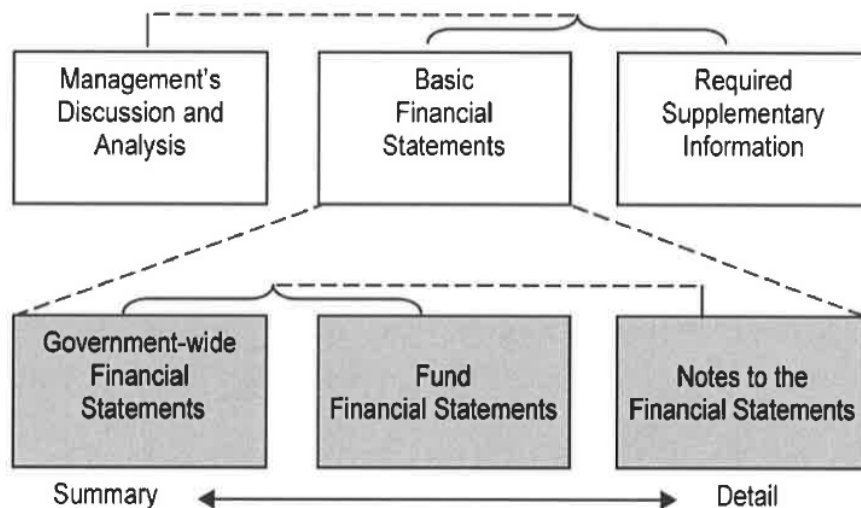 Management's
Discussion and
Analysis
Basic
Financial
Statements
Required
Supplementary
Information
Government-wide
Financial
Statements
Fund
Financial Statements
Notes to the
Financial Statements
Summary
Detail